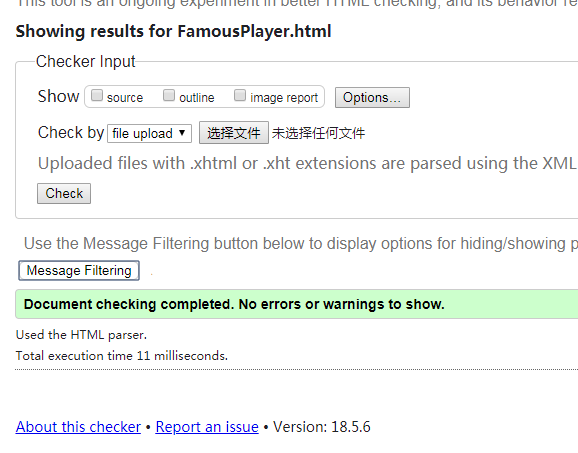 This tool is an ongoing experiment in better HTML checking, and its behavior re
Showing results for FamousPlayer.html
Checker Input
Show source outline image report Options...
Check by file upload 选择文件 未选择任何文件
Uploaded files with .xhtml or .xht extensions are parsed using the XML
Check
Use the Message Filtering button below to display options for hiding/showing p
Message Filtering
Document checking completed. No errors or warnings to show.
Used the HTML parser.
Total execution time 11 milliseconds.
About this checker • Report an issue • Version: 18.5.6